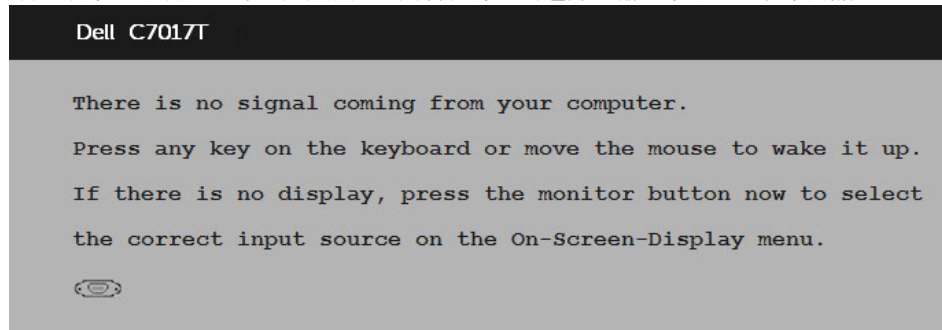 Dell C7017T
There is no signal coming from your computer.
Press any key on the keyboard or move the mouse to wake it up.
If there is no display, press the monitor button now to select
the correct input source on the On-Screen-Display menu.